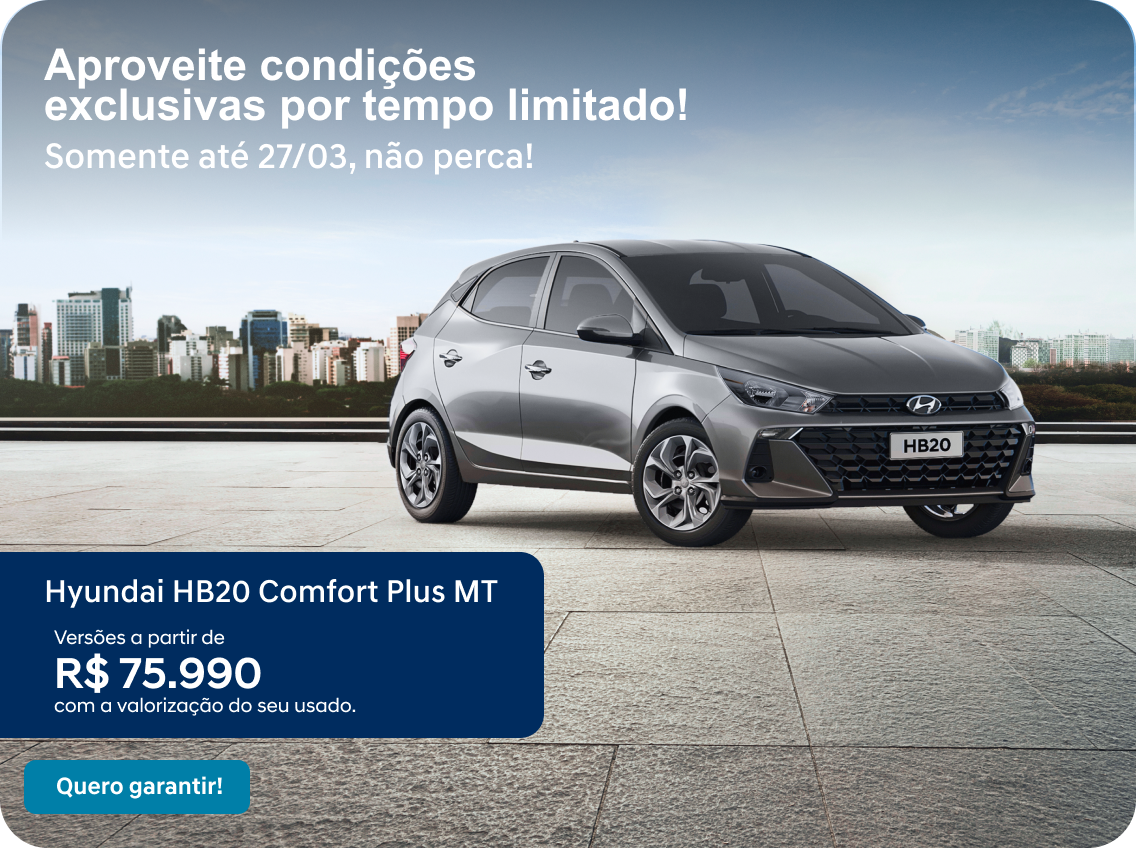 Aproveite condições
exclusivas por tempo limitado!
Somente até 27/03, não perca!
HB20
Hyundai HB20 Comfort Plus MT
Versões a partir de
R$ 75.990
com a valorização do seu usado.
Quero garantir!